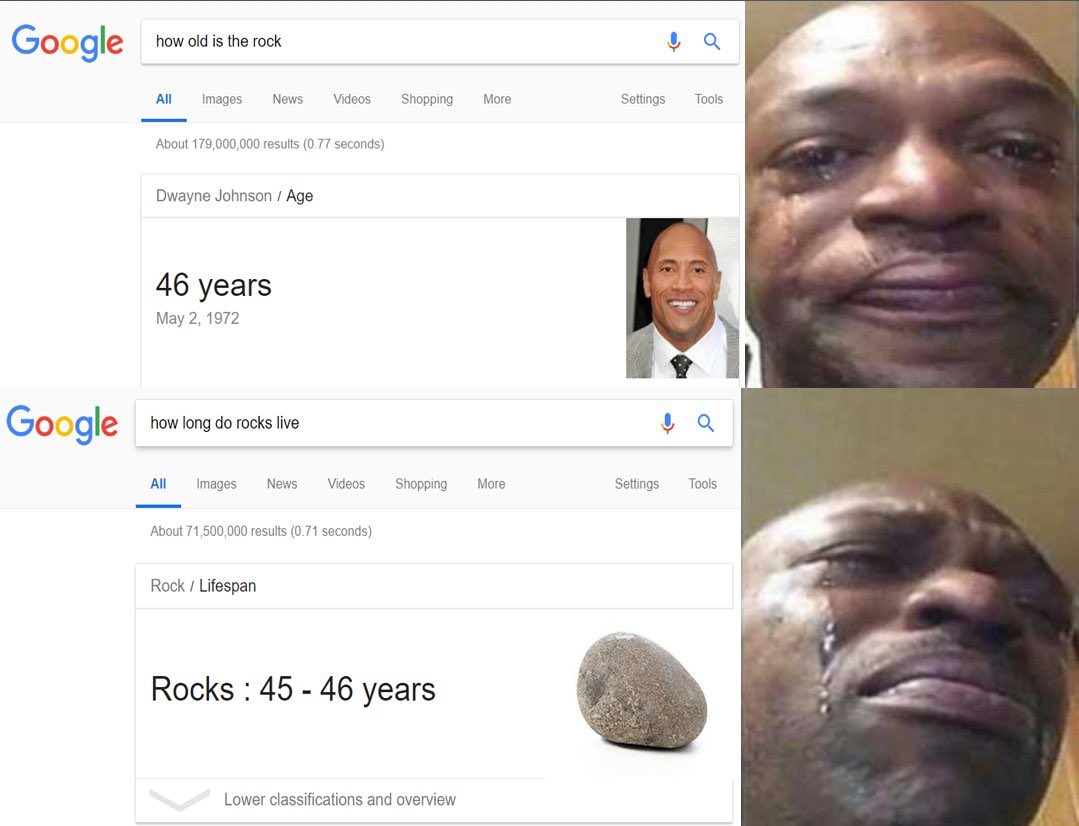 Google
how old is the rock
All Images News Videos Shopping More Settings Tools
About 179,000,000 results (0.77 seconds)
Dwayne Johnson / Age
46 years
May 2, 1972
Google
how long do rocks live
All Images News Videos Shopping More Settings Tools
About 71,500,000 results (0.71 seconds)
Rock / Lifespan
Rocks : 45 - 46 years
Lower classifications and overview